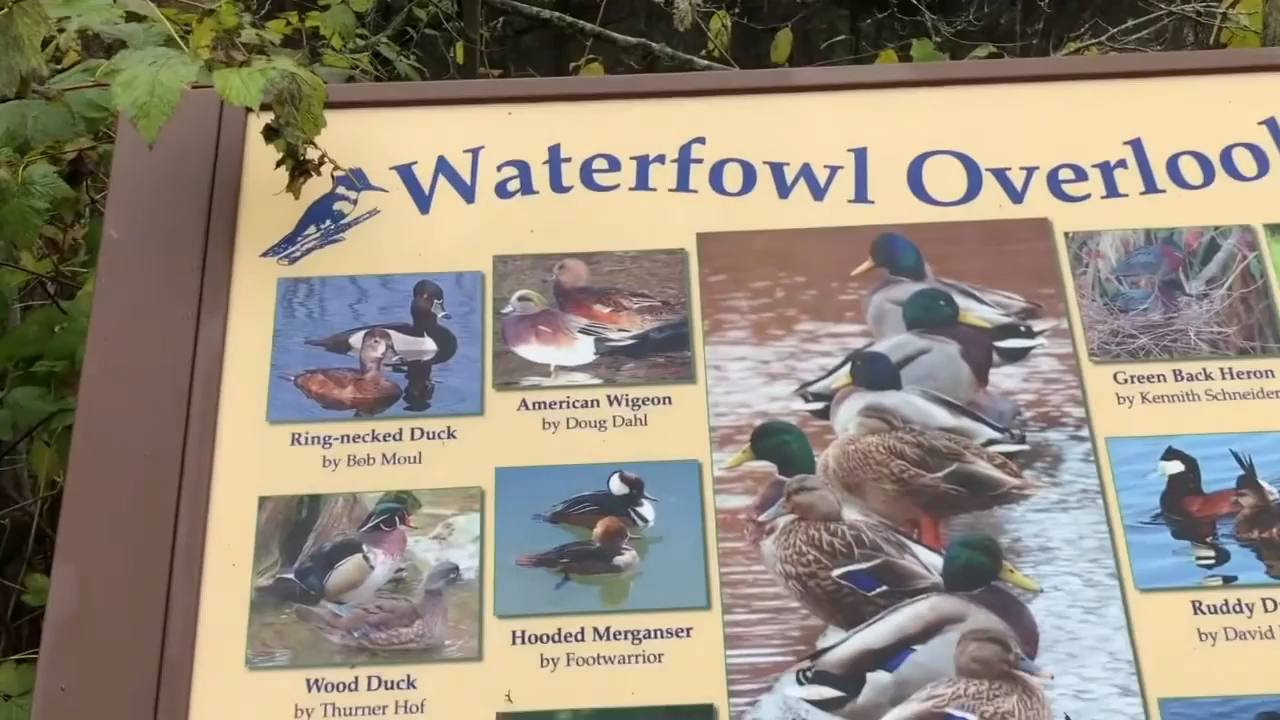 Waterfowl
Ring-necked Duck
by Bob Moul
American Wigeon
by Doug Dahl
Wood Duck
by Thurner Hof
Hooded Merganser
by Footwarrior
Green Back Heron
by Kennith Schneider
Ruddy
by David